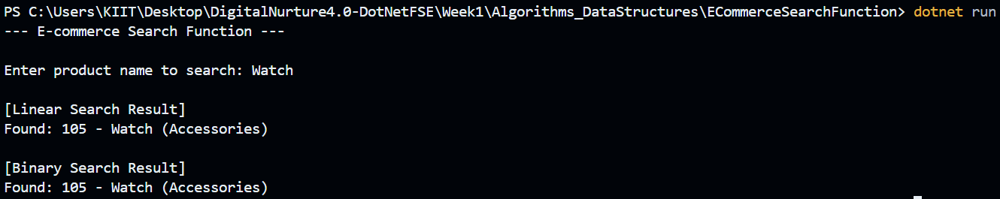 PS C:\Users\KIIT\Desktop\DigitalNurture4.0-DotNetFSE\Week1\Algorithms_DataStructures\ECommerceSearchFunction> dotnet run
--- E-commerce Search Function ---
Enter product name to search: Watch
[Linear Search Result]
Found: 105 - Watch (Accessories)
[Binary Search Result]
Found: 105 - Watch (Accessories)